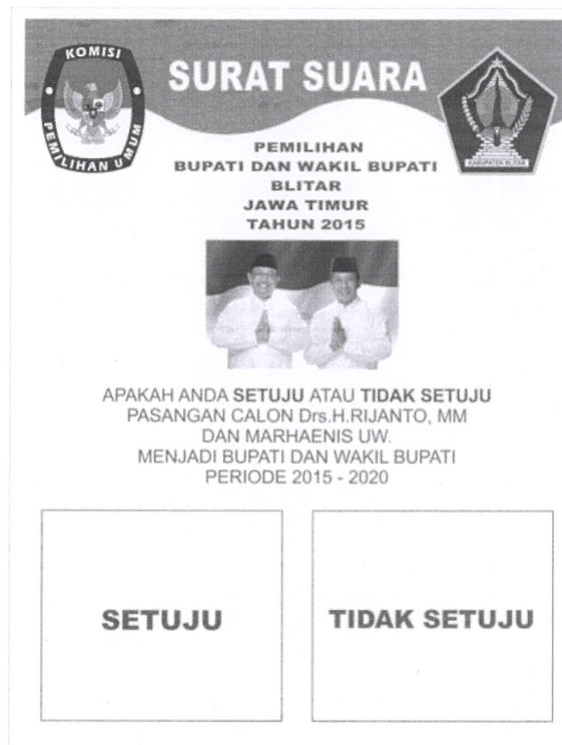 KOMISI
PEMILIHAN UMUM
SURAT SUARA
KABUPATEN BLITAR
PEMILIHAN
BUPATI DAN WAKIL BUPATI
BLITAR
JAWA TIMUR
TAHUN 2015
APAKAH ANDA SETUJU ATAU TIDAK SETUJU
PASANGAN CALON Drs.H.RIJANTO, MM
DAN MARHAENIS UW.
MENJADI BUPATI DAN WAKIL BUPATI
PERIODE 2015 - 2020
SETUJU
TIDAK SETUJU